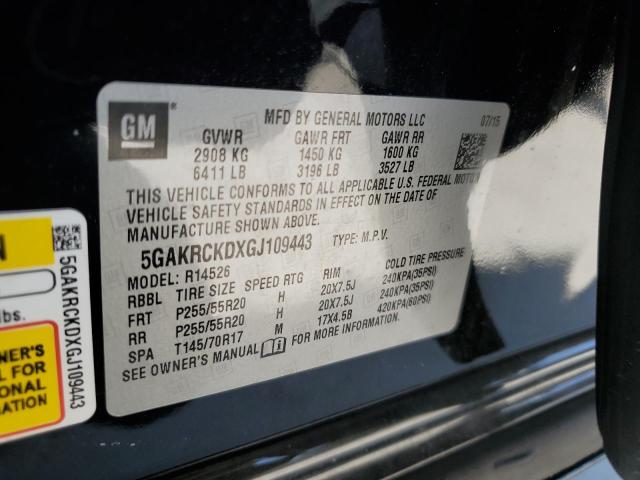 GM
MFD BY GENERAL MOTORS LLC
07/15
GVWR GAWR FRT GAWR RR
2908 KG 1450 KG 1600 KG
6411 LB 3196 LB 3527 LB
THIS VEHICLE CONFORMS TO ALL APPLICABLE U.S. FEDERAL MOTOR
VEHICLE SAFETY STANDARDS IN EFFECT ON THE DATE OF
MANUFACTURE SHOWN ABOVE.
5GAKRCKDXGJ109443 TYPE: M.P.V.
MODEL: R14526
RBBL TIRE SIZE SPEED RTG RIM COLD TIRE PRESSURE
FRT P255/55R20 H 20X7.5J 240KPA(35PSI)
RR P255/55R20 H 20X7.5J 240KPA(35PSI)
SPA T145/70R17 M 17X4.5B 420KPA(60PSI)
SEE OWNER'S MANUAL FOR MORE INFORMATION.
N
lbs.
WNER'S
FOR
IONAL
MATION
5GAKRCKDXGJ109443